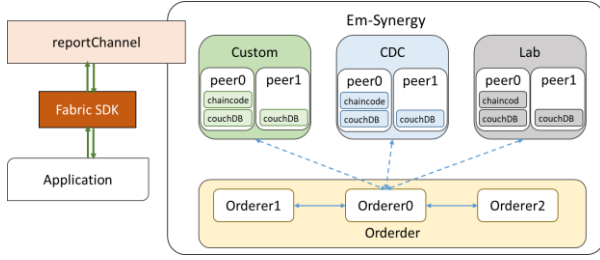 Em-Synergy
reportChannel
Fabric SDK
Application
Custom
peer0
peer1
chaincode
couchDB
couchDB
CDC
peer0
peer1
chaincode
couchDB
couchDB
Lab
peer0
peer1
chaincod
couchDB
couchDB
Orderer1
Orderer0
Orderer2
Orderder